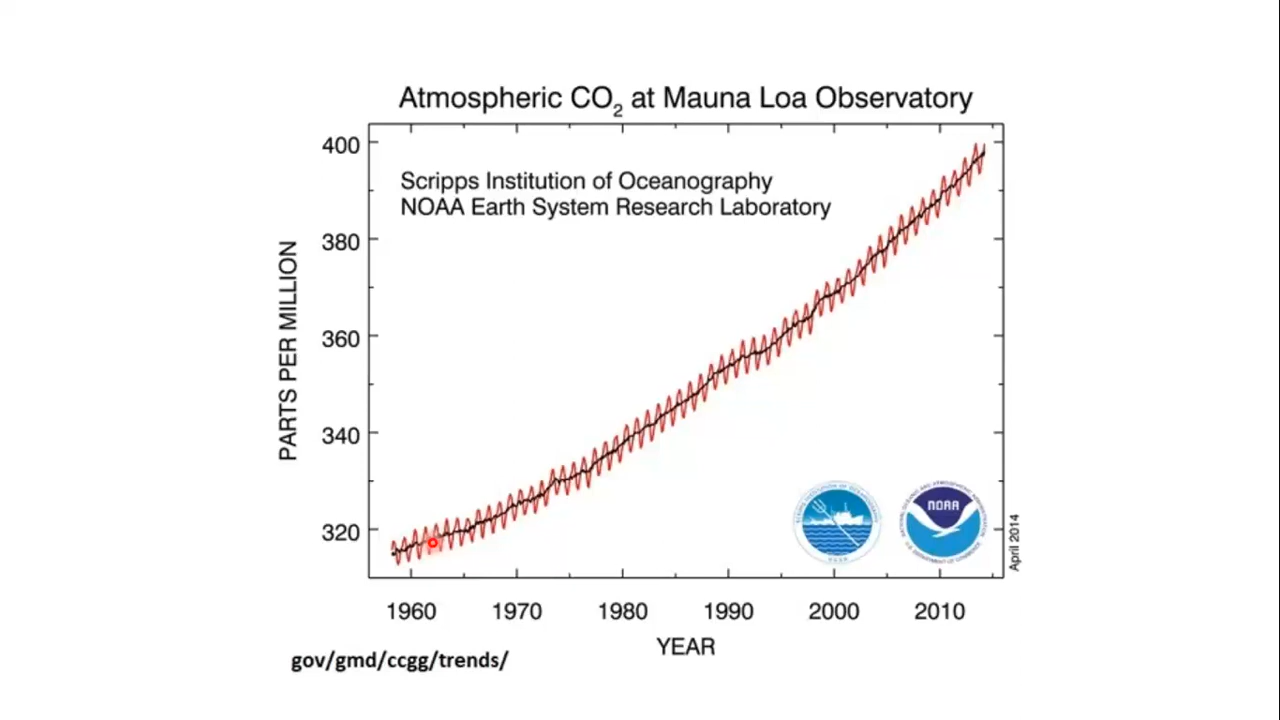 Atmospheric CO₂ at Mauna Loa Observatory
400
Scripps Institution of Oceanography
NOAA Earth System Research Laboratory
380
PARTS PER MILLION
360
340
320
NOAA
April 2014
1960 1970 1980 1990 2000 2010
YEAR
gov/gmd/ccgg/trends/